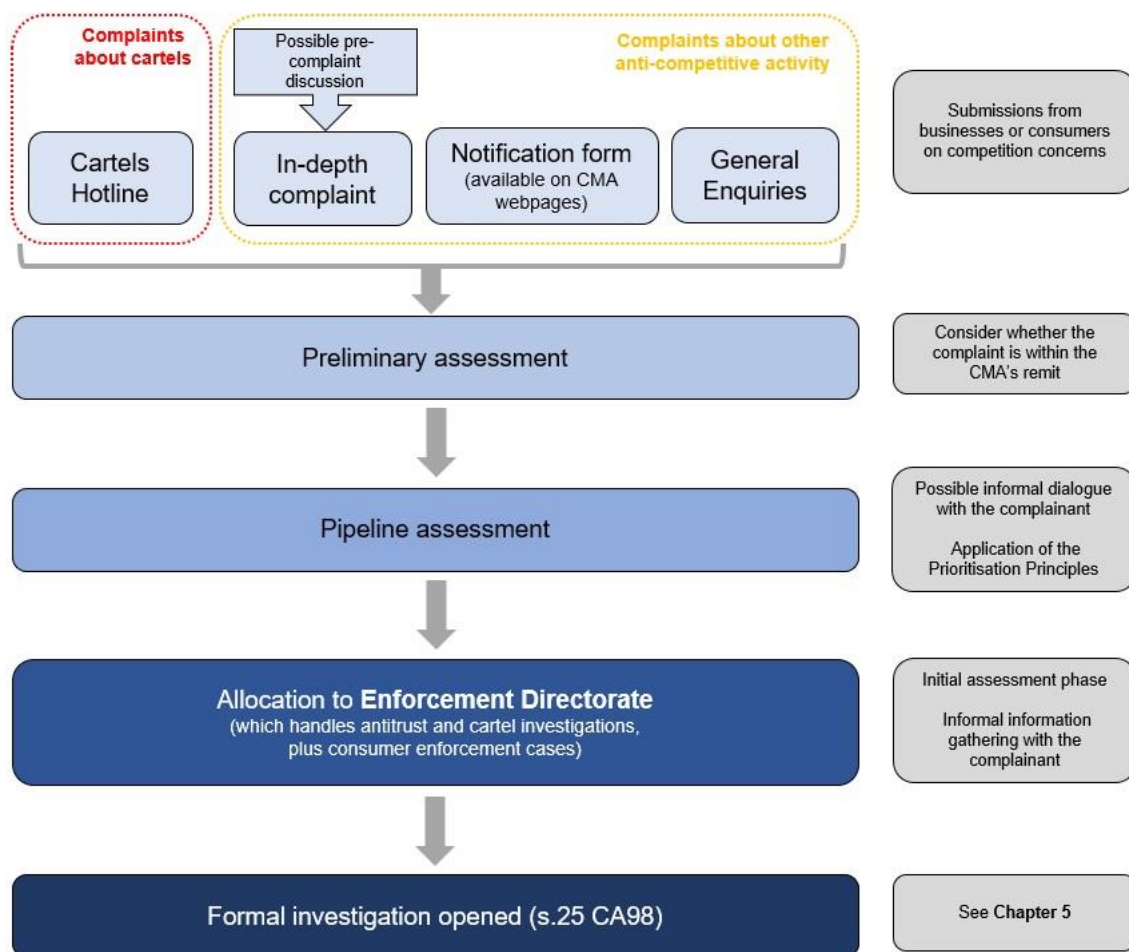 Complaints
about cartels
Possible pre-
complaint
discussion
Complaints about other
anti-competitive activity
Cartels
Hotline
In-depth
complaint
Notification form
(available on CMA
webpages)
General
Enquiries
Submissions from
businesses or consumers
on competition concerns
Preliminary assessment
Consider whether the
complaint is within the
CMA's remit
Pipeline assessment
Possible informal dialogue
with the complainant
Application of the
Prioritisation Principles
Allocation to Enforcement Directorate
(which handles antitrust and cartel investigations,
plus consumer enforcement cases)
Initial assessment phase
Informal information
gathering with the
complainant
Formal investigation opened (s.25 CA98)
See Chapter 5